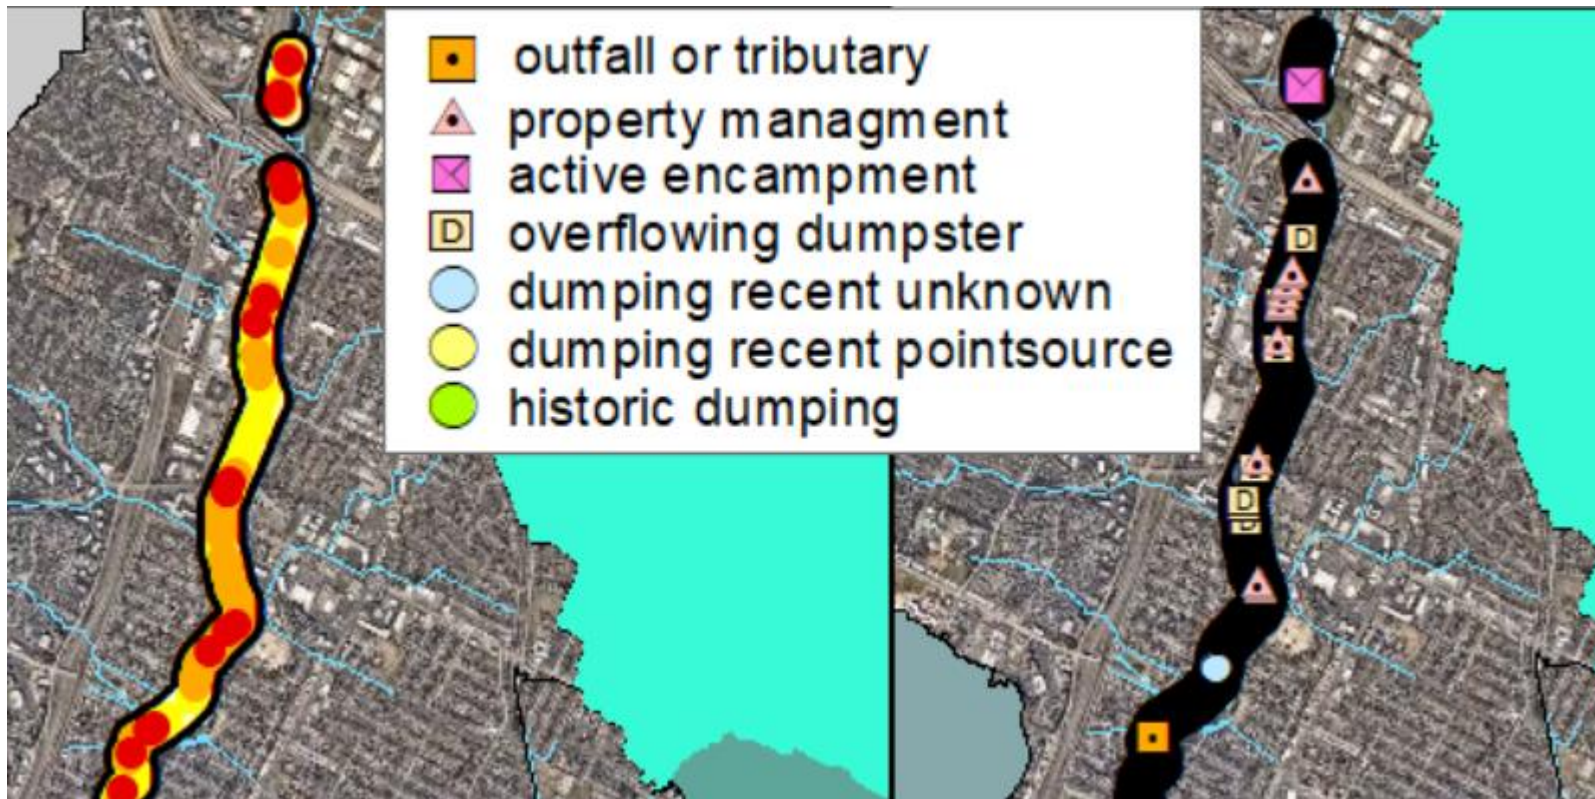 outfall or tributary
property managment
active encampment
D overflowing dumpster
dumping recent unknown
dumping recent pointsource
historic dumping
D
D
D